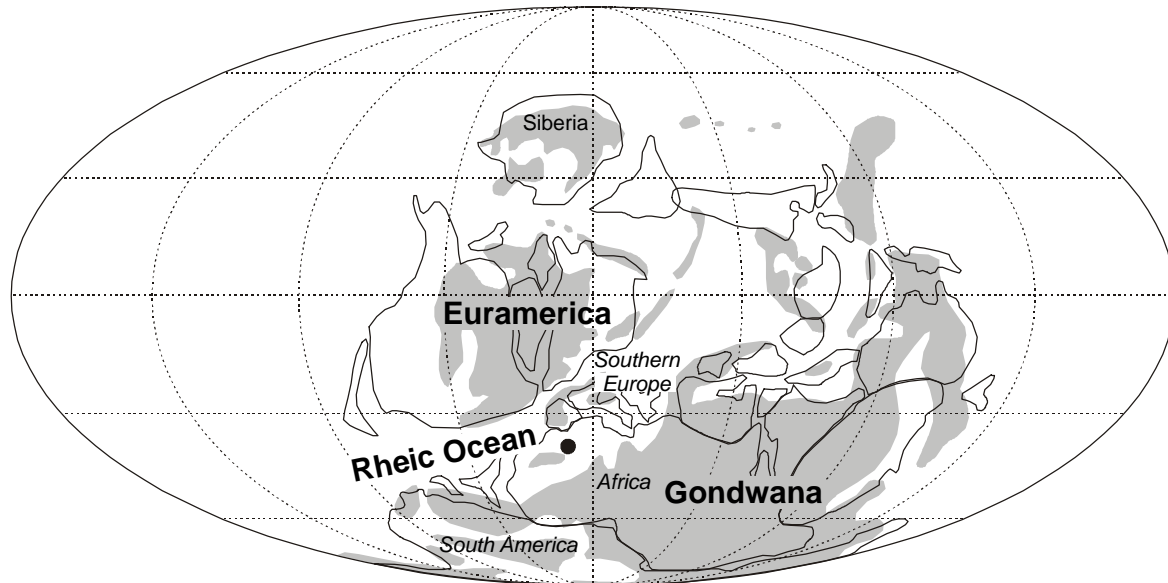 Siberia
Euramerica
Southern
Europe
Rheic Ocean
Africa
Gondwana
South America